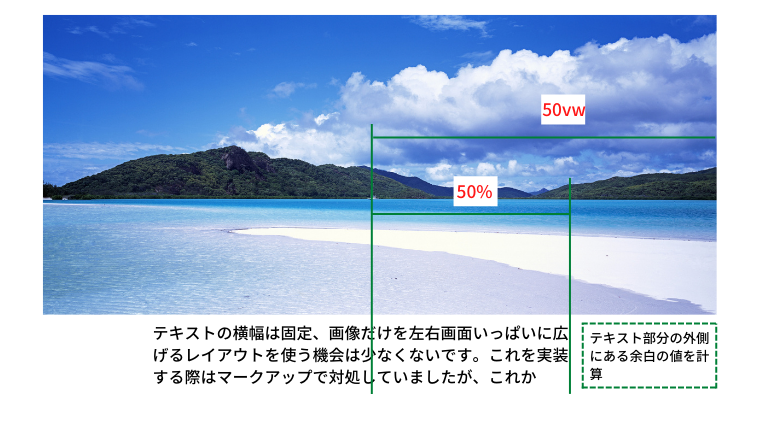 50vw
50%
テキストの横幅は固定、画像だけを左右画面いっぱいに広
げるレイアウトを使う機会は少なくないです。これを実装
する際はマークアップで対処していましたが、これか
テキスト部分の外側
にある余白の値を計
算